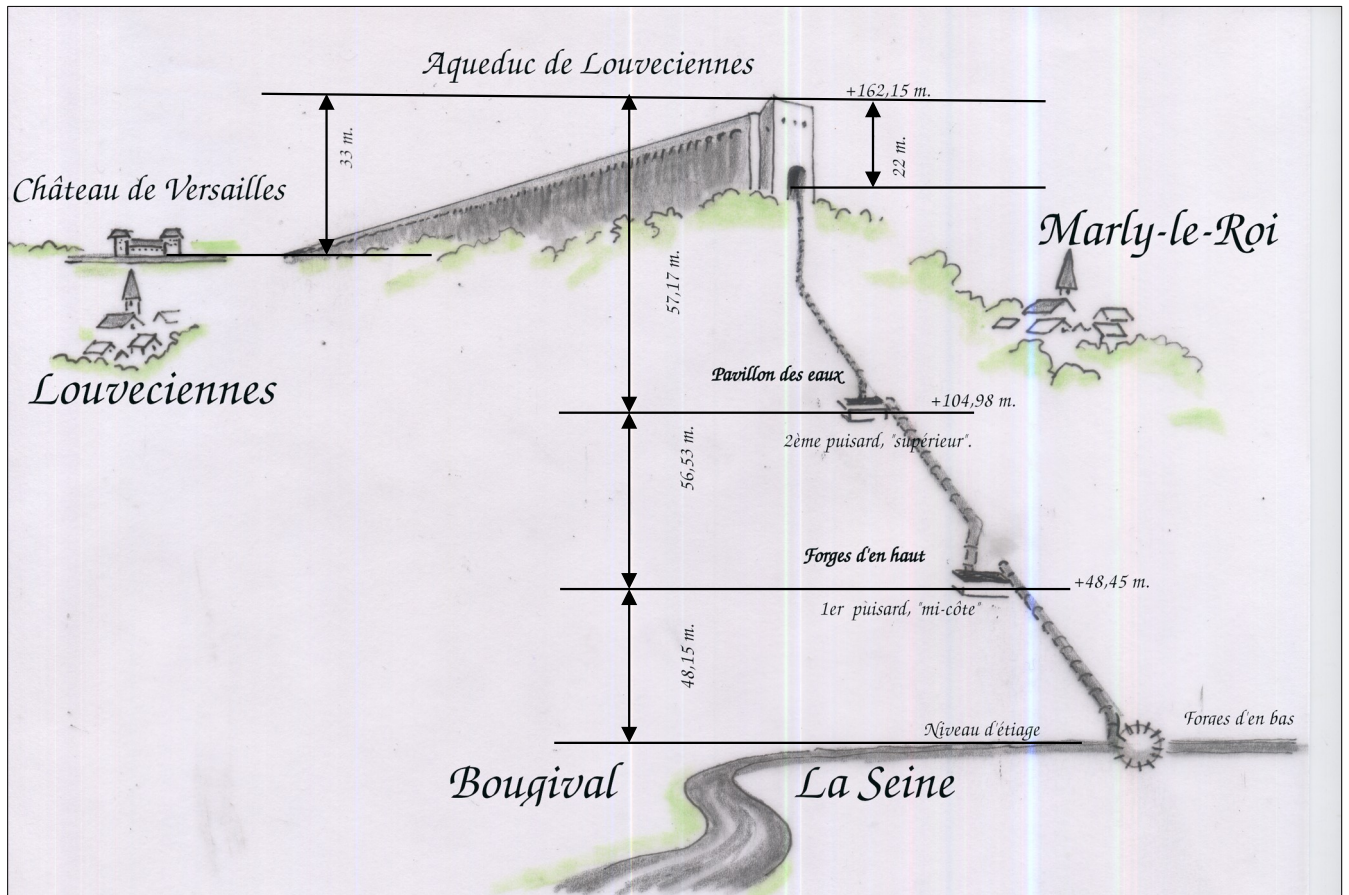 Aqueduc de Louveciennes
+162,15 m.
33 m.
22 m.
Château de Versailles
Marly-le-Roi
57,17 m.
Louveciennes
Pavillon des eaux
+104,98 m.
2ème puisard, "supérieur".
56,53 m.
Forges d'en haut
+48,45 m.
1er puisard, "mi-côte"
48,15 m.
Niveau d'étiage
Forges d'en bas
Bougival
La Seine